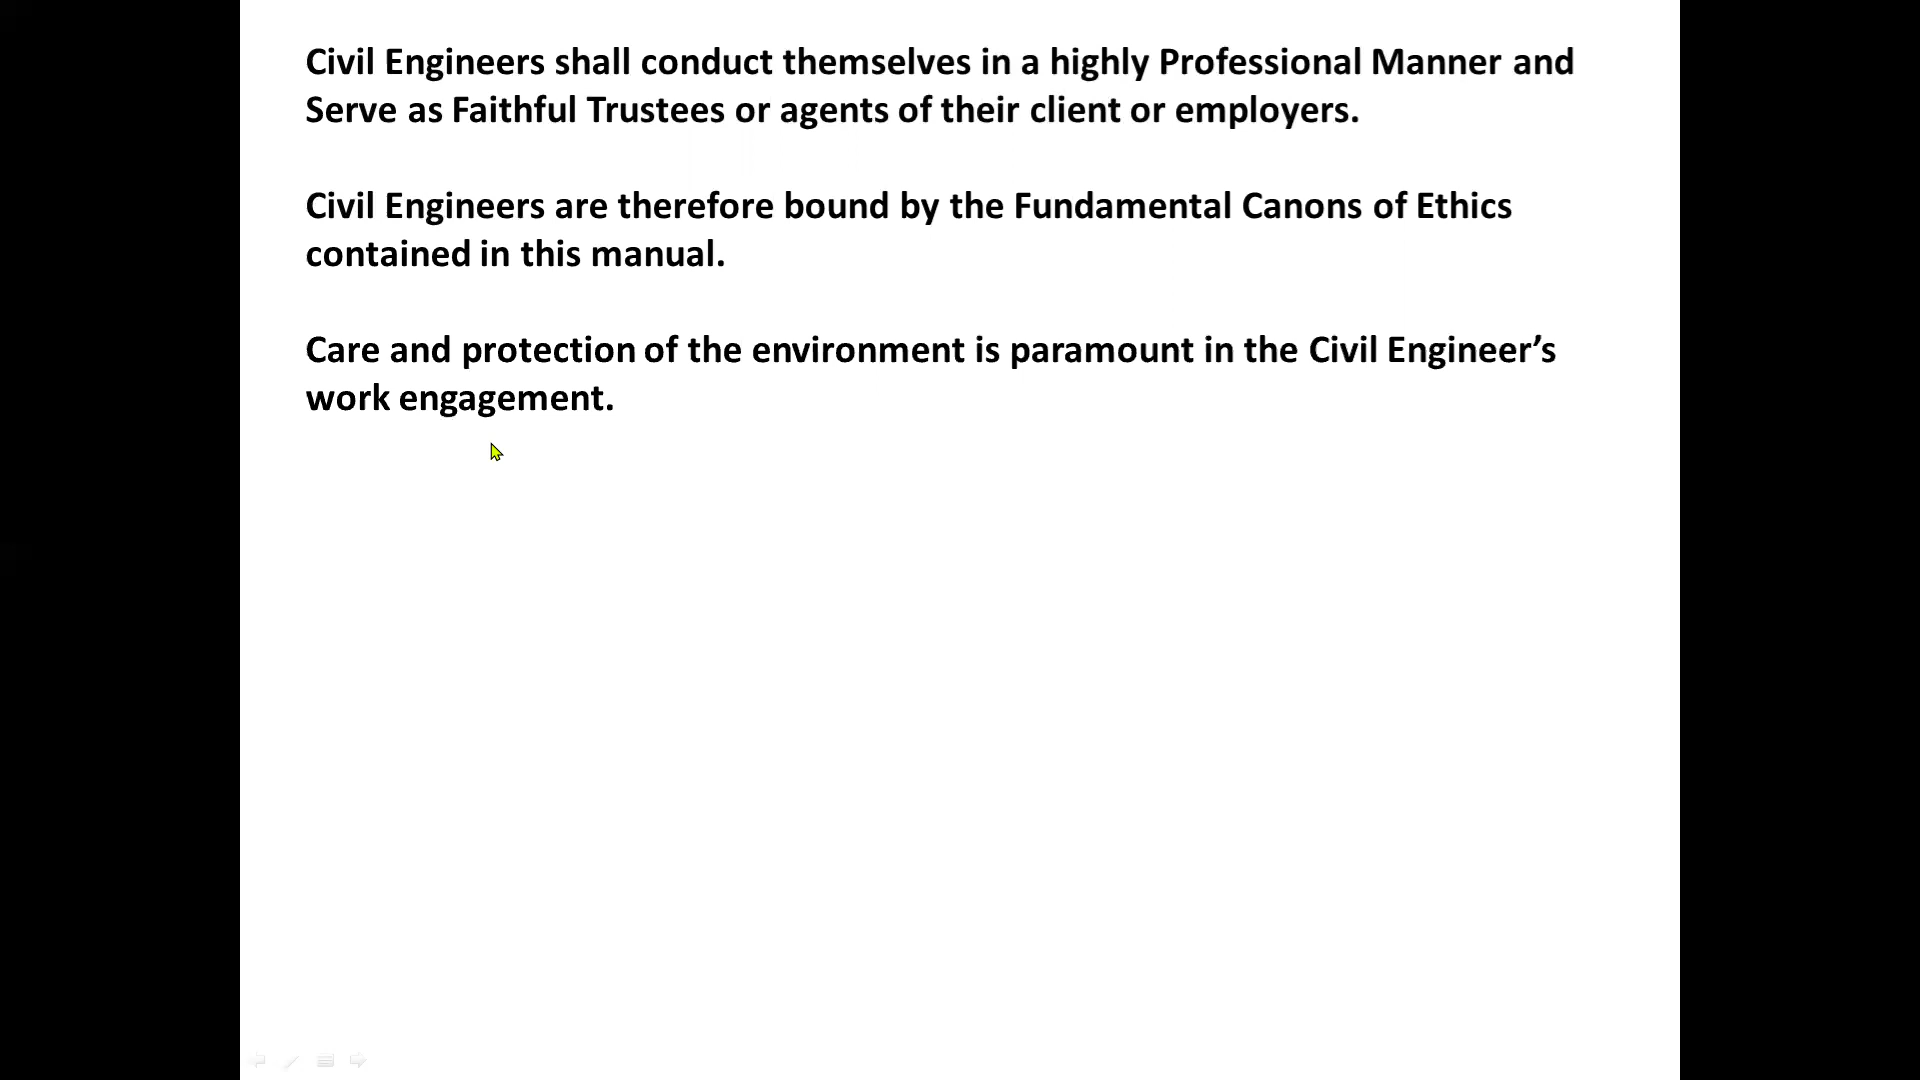 Civil Engineers shall conduct themselves in a highly Professional Manner and
Serve as Faithful Trustees or agents of their client or employers.
Civil Engineers are therefore bound by the Fundamental Canons of Ethics
contained in this manual.
Care and protection of the environment is paramount in the Civil Engineer’s
work engagement.